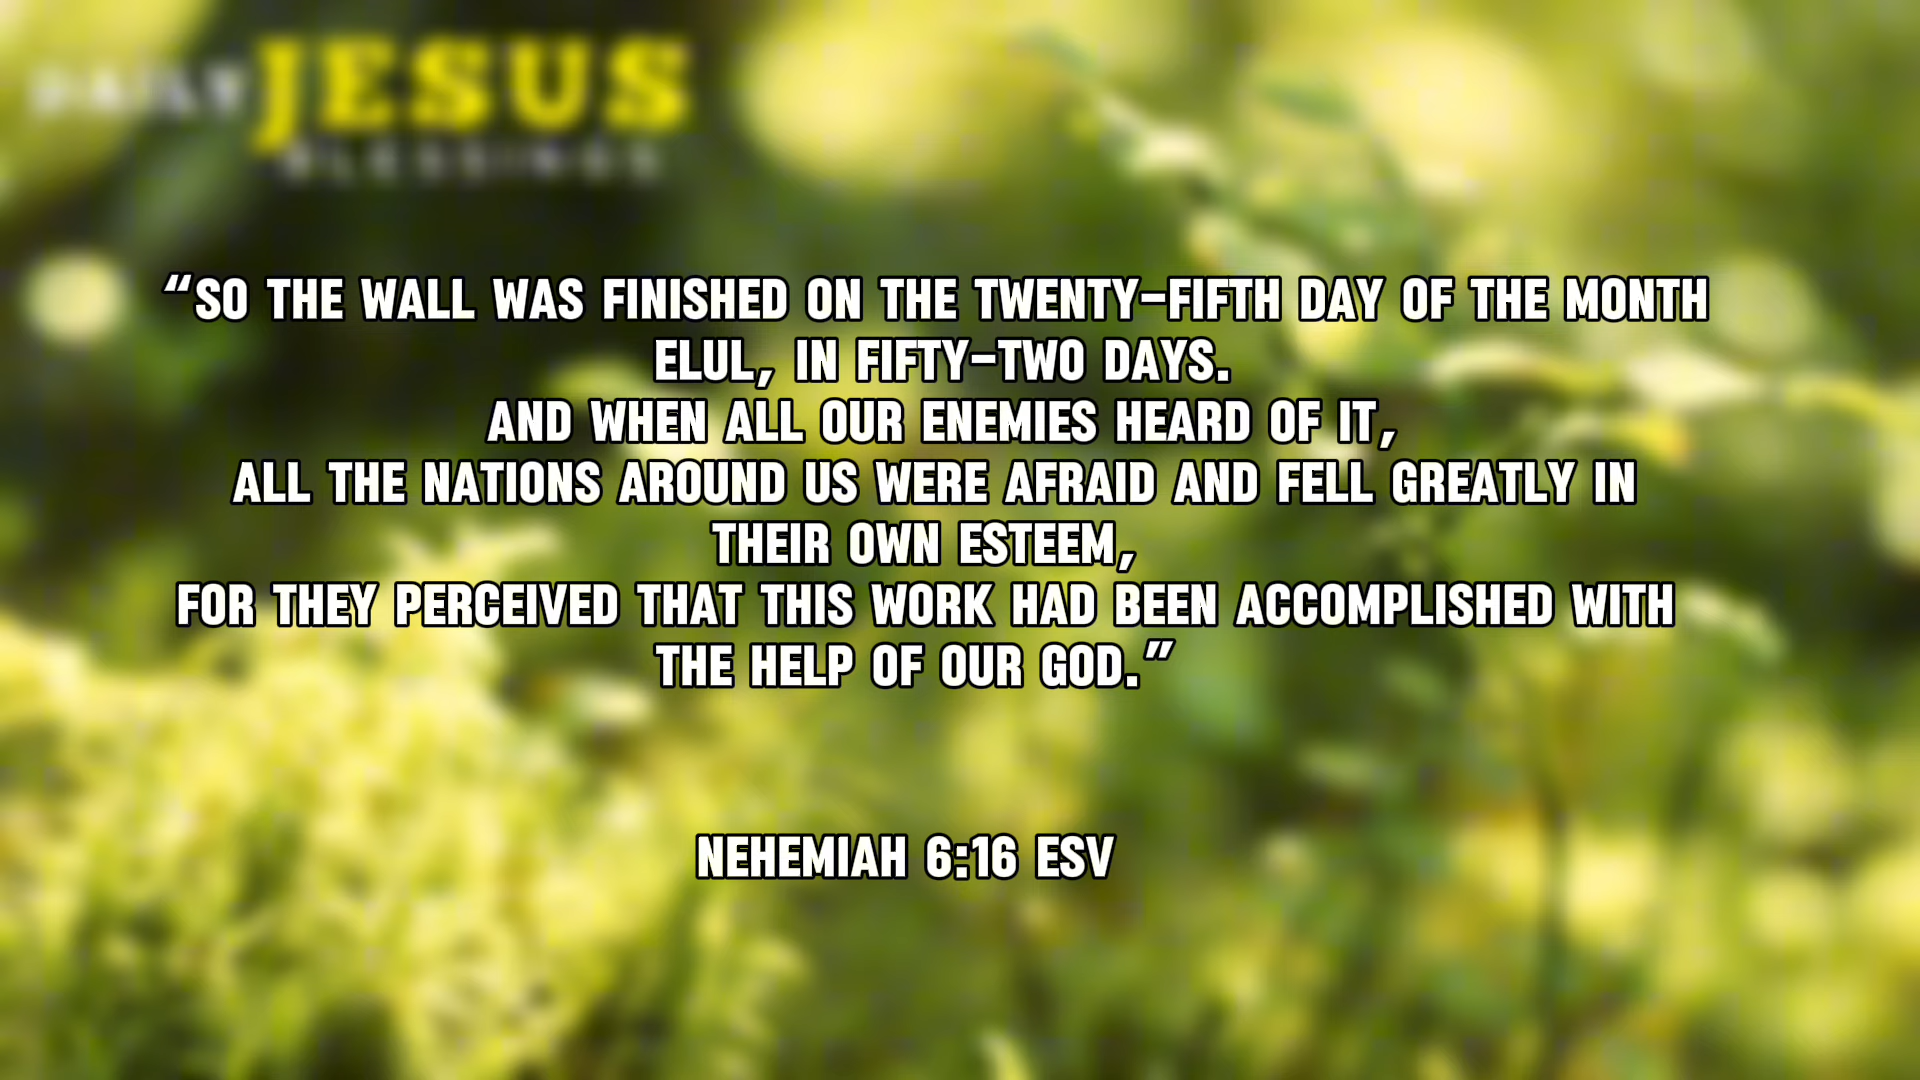 DAILY JESUS
BLESSINGS
“SO THE WALL WAS FINISHED ON THE TWENTY-FIFTH DAY OF THE MONTH
ELUL, IN FIFTY-TWO DAYS.
AND WHEN ALL OUR ENEMIES HEARD OF IT,
ALL THE NATIONS AROUND US WERE AFRAID AND FELL GREATLY IN
THEIR OWN ESTEEM,
FOR THEY PERCEIVED THAT THIS WORK HAD BEEN ACCOMPLISHED WITH
THE HELP OF OUR GOD.”
NEHEMIAH 6:16 ESV